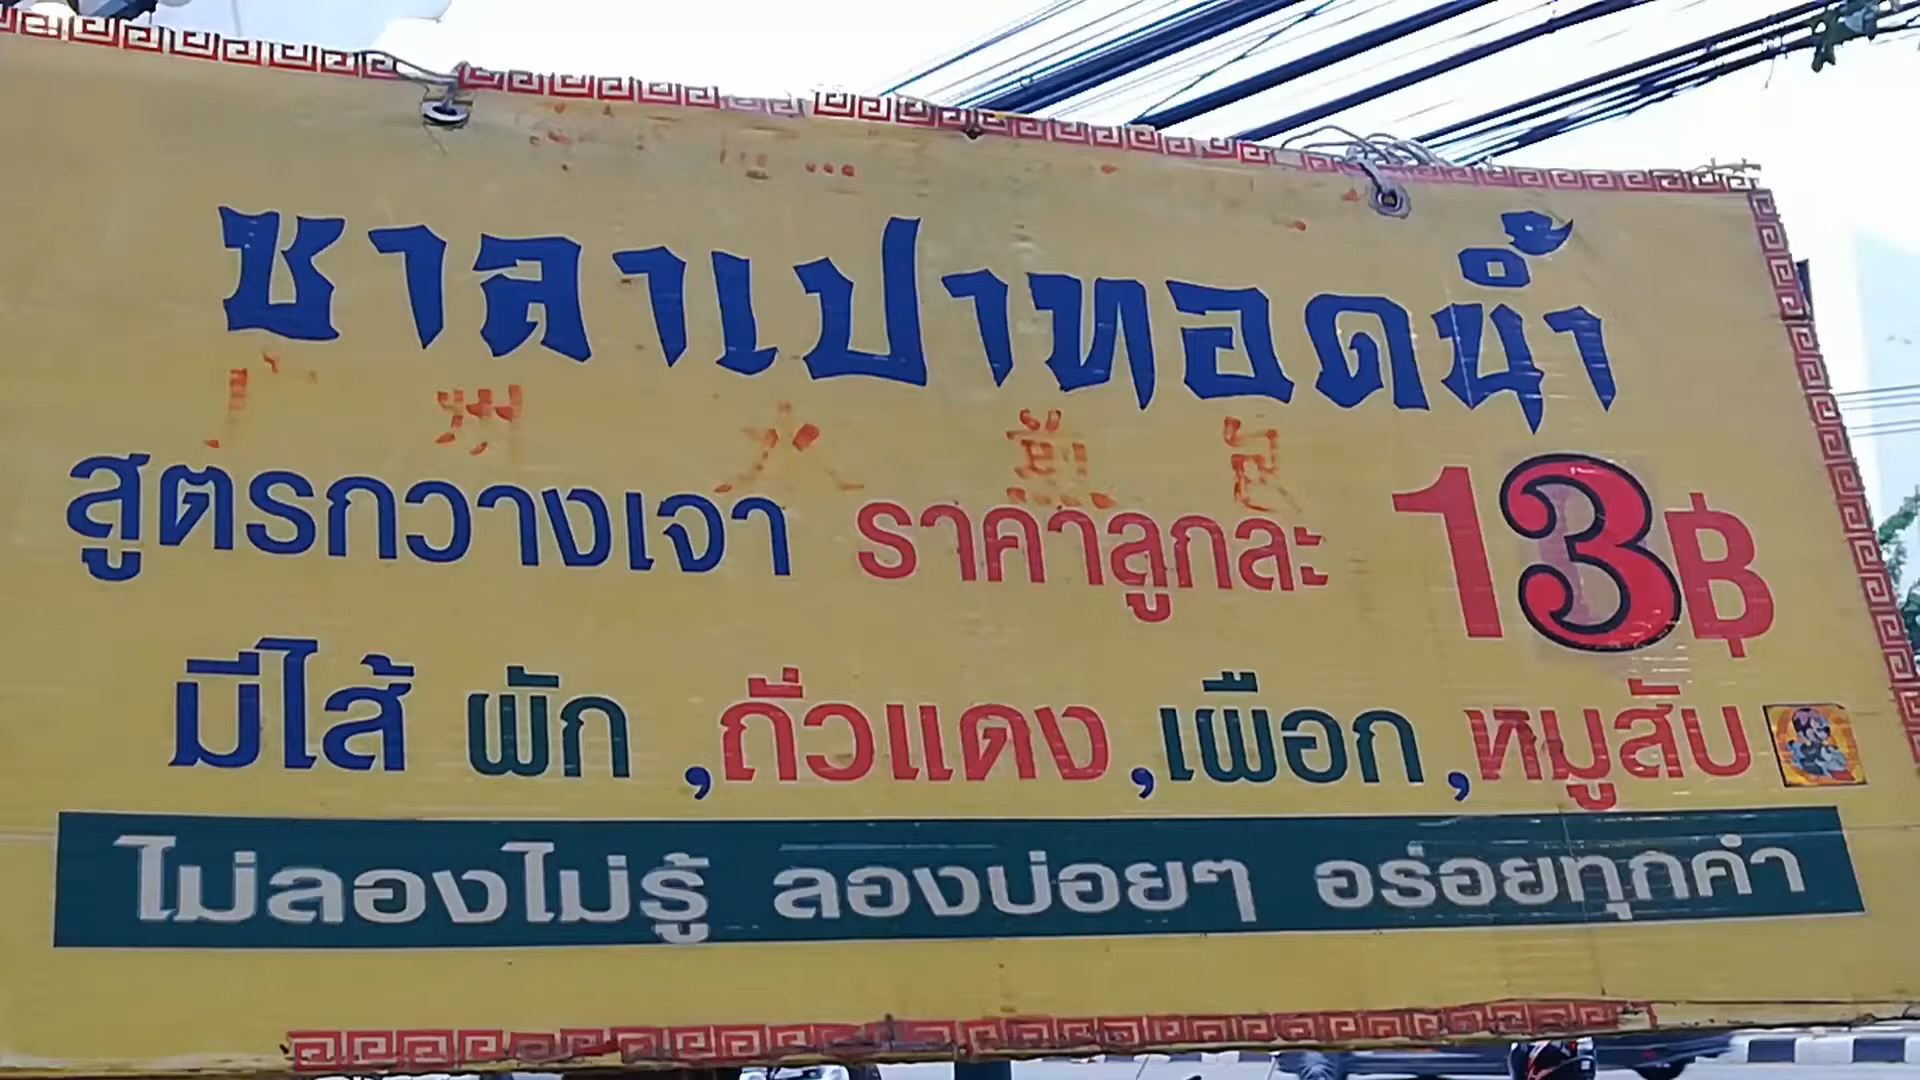 ซาลาเปาทอดน้ำ
สูตรกวางเจา ราคาลูกละ 13฿
มีไส้ ผัก ,ถั่วแดง,เผือก,หมูสับ
ไม่ลองไม่รู้ ลองบ่อยๆ อร่อยทุกคำ